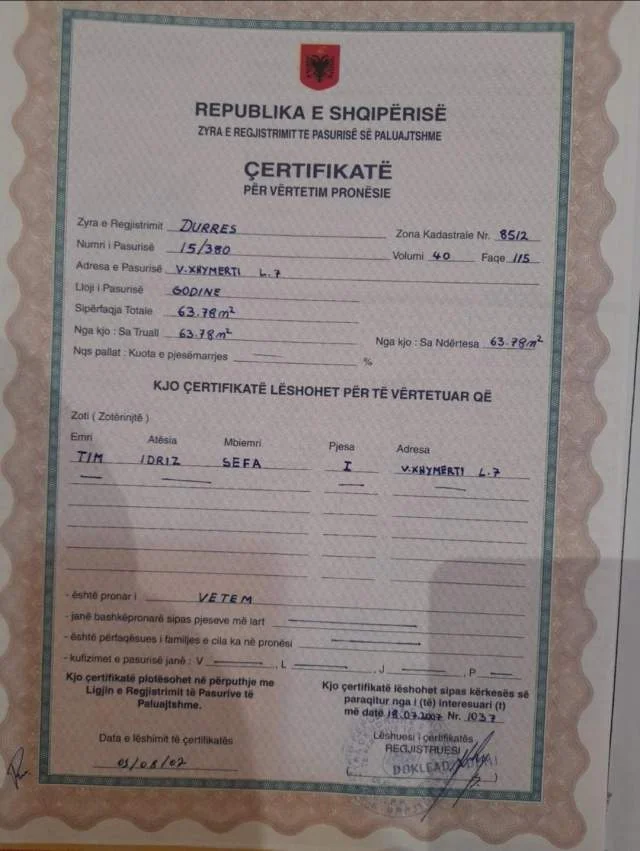 REPUBLIKA E SHQIPËRISË
ZYRA E REGJISTRIMIT TE PASURISË SË PALUAJTSHME
ÇERTIFIKATË
PËR VËRTETIM PRONËSIE
Zyra e Regjistrimit DURRES Zona Kadastrale Nr. 8512
Numri i Pasurisë 15/380 Volumi 40 Faqe 115
Adresa e Pasurisë V.XHYMERTI L.7
Lloji i Pasurisë GODINE
Sipërfaqja Totale 63.78m²
Nga kjo : Sa Truall 63.78m² Nga kjo : Sa Ndërtesa 63.78m²
Nqs pallat : Kuota e pjesëmarrjes — %
KJO ÇERTIFIKATË LËSHOHET PËR TË VËRTETUAR QË
Zoti ( Zotërinjtë )
Emri Atësia Mbiemri Pjesa Adresa
TIM IDRIZ SEFA I V.XHYMERTI L.7
- është pronar i VETEM
- janë bashkëpronarë sipas pjeseve më lart
- është përfaqësues i familjes e cila ka në pronësi
- kufizimet e pasurisë janë : V , L , J , P
Kjo çertifikatë plotësohet në përputhje me
Ligjin e Regjistrimit të Pasurive të
Paluajtshme.
Kjo çertifikatë lëshohet sipas kërkesës së
paraqitur nga i (të) interesuari (t)
më datë 18.07.2007 Nr. 1037
Data e lëshimit të çertifikatës
03/08/07
Lëshuesi i çertifikatës
REGJISTRUESI